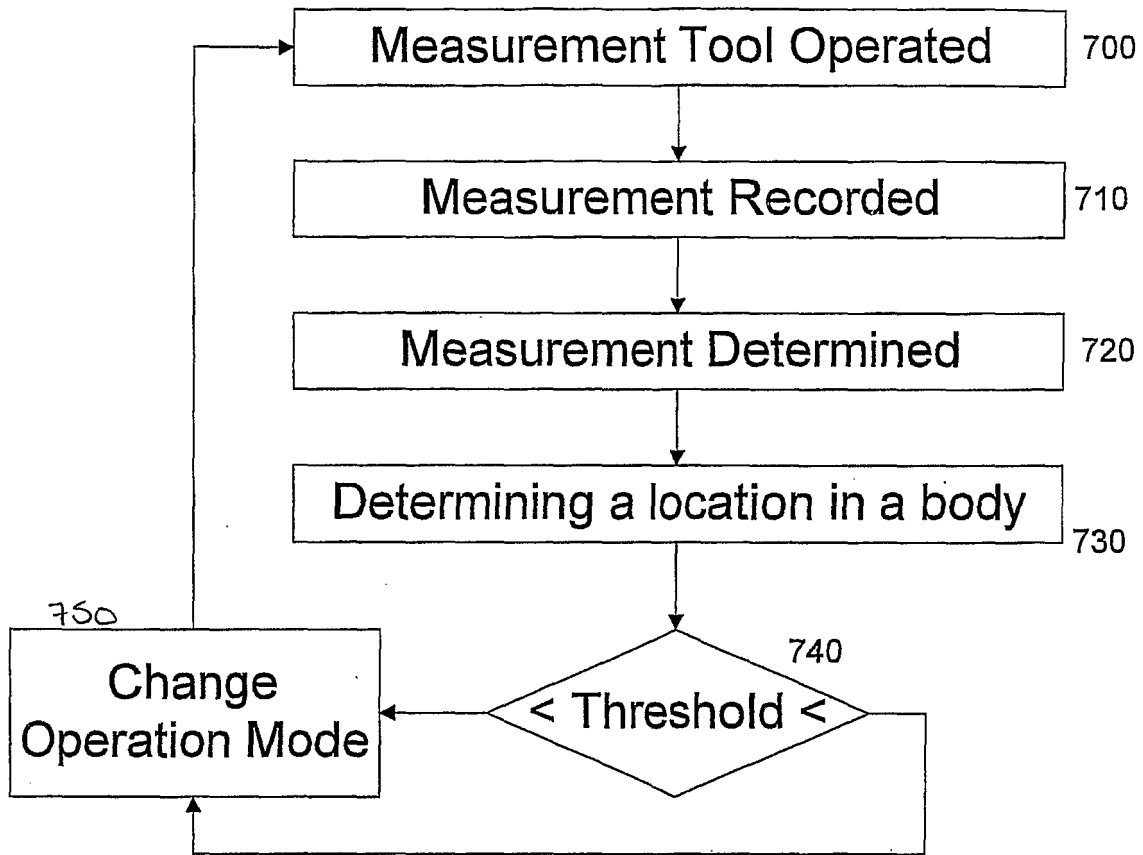 Measurement Tool Operated 700
Measurement Recorded 710
Measurement Determined 720
Determining a location in a body
730
740
750
< Threshold <
Change
Operation Mode